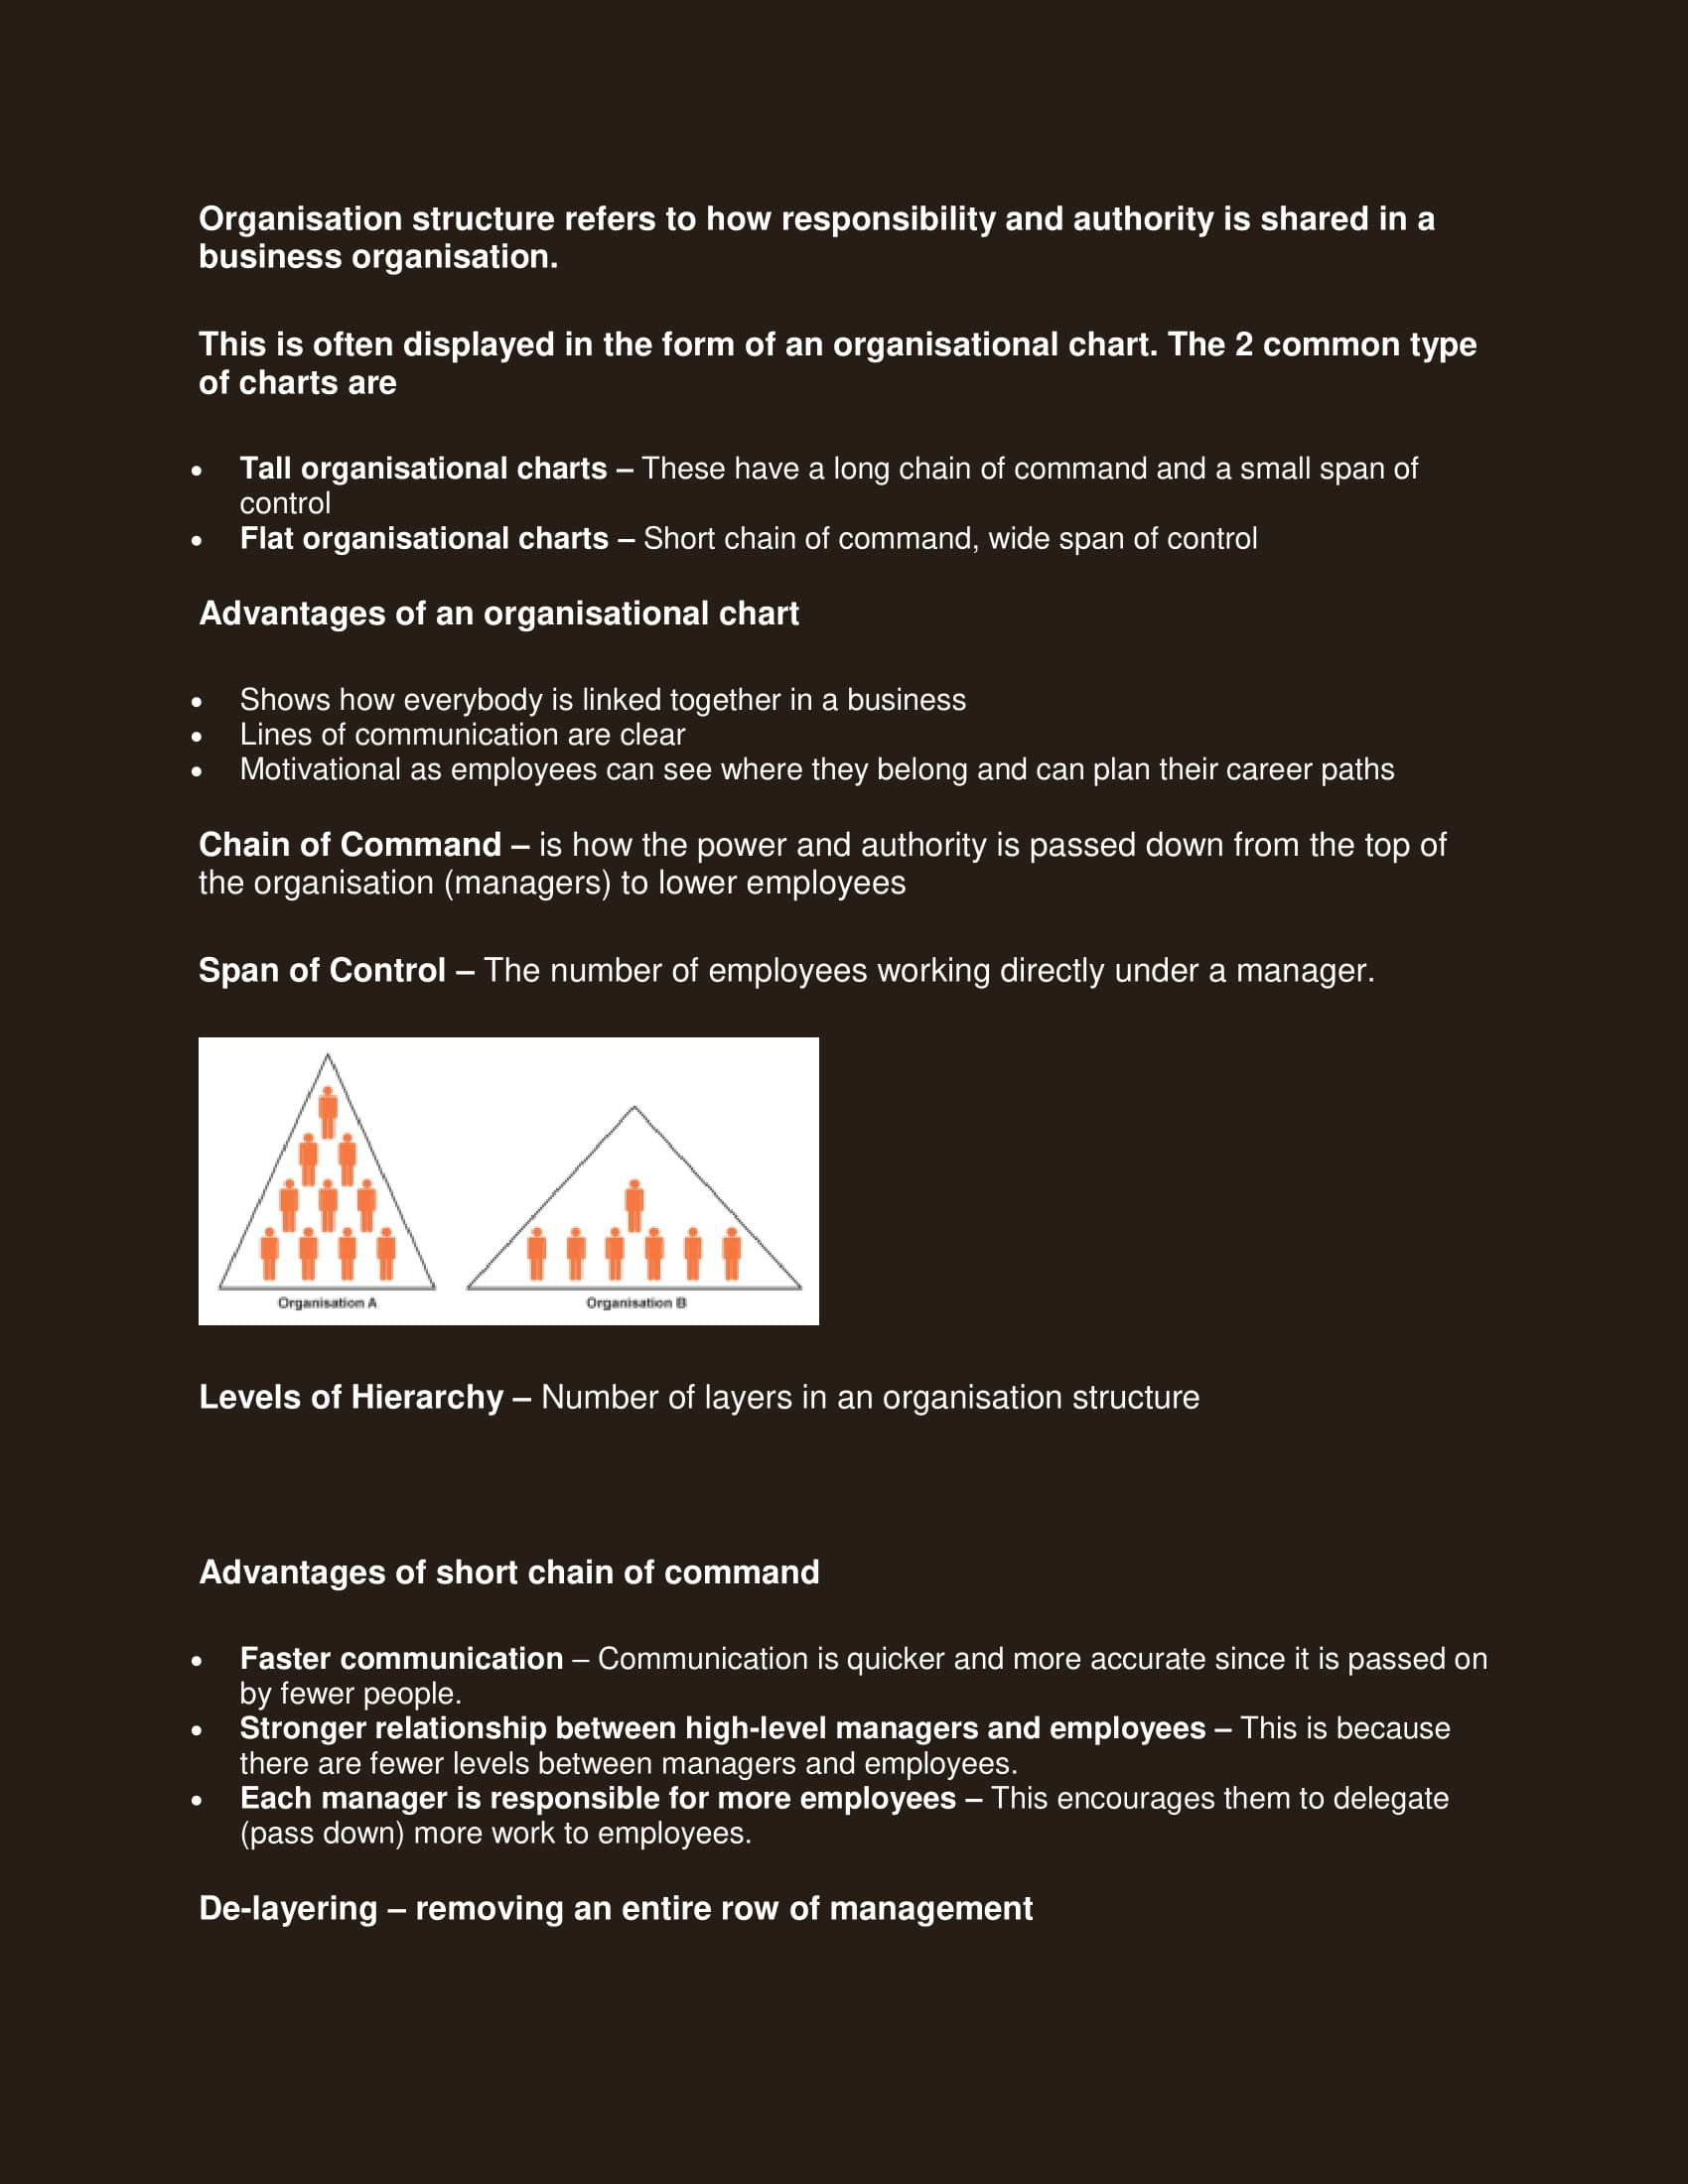 Organisation structure refers to how responsibility and authority is shared in a
business organisation.
This is often displayed in the form of an organisational chart. The 2 common type
of charts are
• Tall organisational charts – These have a long chain of command and a small span of
control
• Flat organisational charts – Short chain of command, wide span of control
Advantages of an organisational chart
• Shows how everybody is linked together in a business
• Lines of communication are clear
• Motivational as employees can see where they belong and can plan their career paths
Chain of Command – is how the power and authority is passed down from the top of
the organisation (managers) to lower employees
Span of Control – The number of employees working directly under a manager.
Organisation A
Organisation B
Levels of Hierarchy – Number of layers in an organisation structure
Advantages of short chain of command
• Faster communication – Communication is quicker and more accurate since it is passed on
by fewer people.
• Stronger relationship between high-level managers and employees – This is because
there are fewer levels between managers and employees.
• Each manager is responsible for more employees – This encourages them to delegate
(pass down) more work to employees.
De-layering – removing an entire row of management